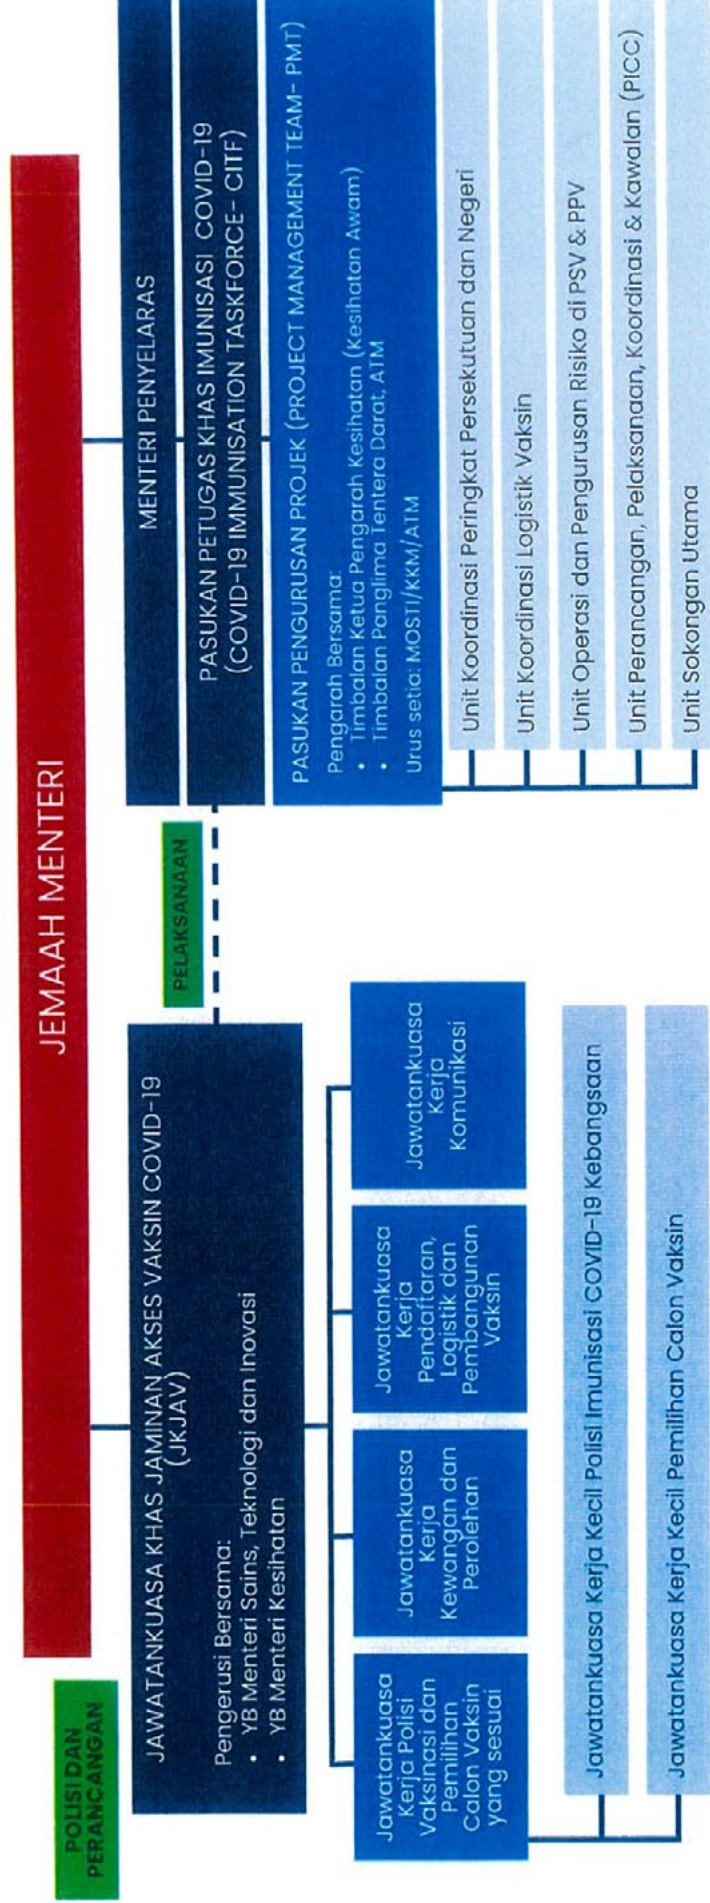 JEMAAH MENTERI
POLISI DAN
PERANCANGAN
JAWATANKUASA KHAS JAMINAN AKSES VAKSIN COVID-19
(JKJAV)
Pengerusi Bersama:
• YB Menteri Sains, Teknologi dan Inovasi
• YB Menteri Kesihatan
Jawatankuasa
Kerja Polisi
Vaksinasi dan
Pemilihan
Calon Vaksin
yang sesuai
Jawatankuasa
Kerja
Kewangan dan
Perolehan
Jawatankuasa
Kerja
Pendaftaran,
Logistik dan
Pembangunan
Vaksin
Jawatankuasa
Kerja
Komunikasi
Jawatankuasa Kerja Kecil Polisi Imunisasi COVID-19 Kebangsaan
Jawatankuasa Kerja Kecil Pemilihan Calon Vaksin
PELAKSANAAN
MENTERI PENYELARAS
PASUKAN PETUGAS KHAS IMUNISASI COVID-19
(COVID-19 IMMUNISATION TASKFORCE- CITF)
PASUKAN PENGURUSAN PROJEK (PROJECT MANAGEMENT TEAM- PMT)
Pengarah Bersama:
• Timbalan Ketua Pengarah Kesihatan (Kesihatan Awam)
• Timbalan Panglima Tentera Darat, ATM
Urus setia: MOSTI/KKM/ATM
Unit Koordinasi Peringkat Persekutuan dan Negeri
Unit Koordinasi Logistik Vaksin
Unit Operasi dan Pengurusan Risiko di PSV & PPV
Unit Perancangan, Pelaksanaan, Koordinasi & Kawalan (PICC)
Unit Sokongan Utama